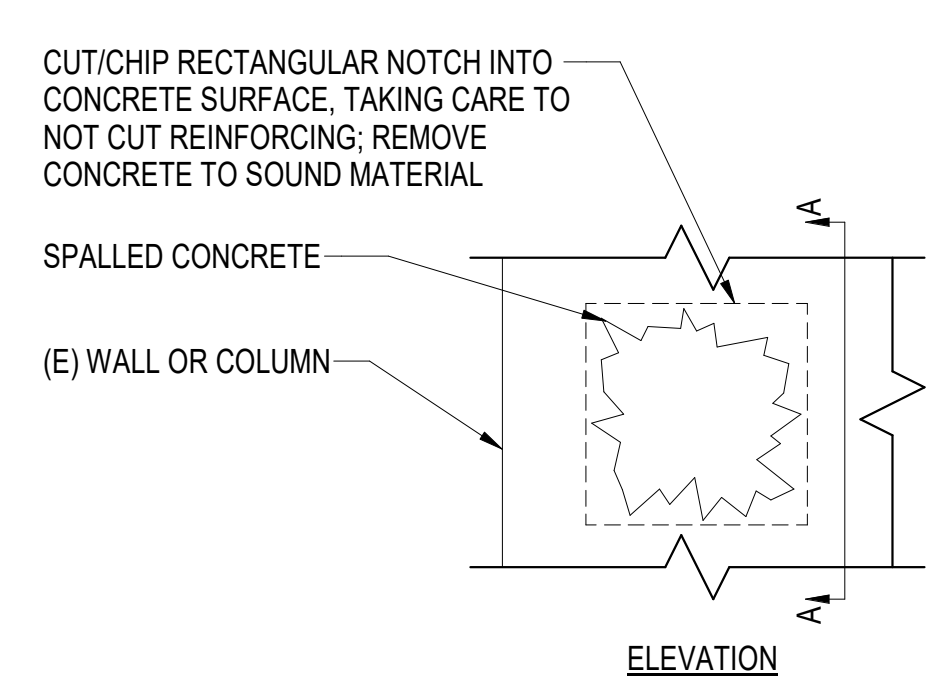 CUT/CHIP RECTANGULAR NOTCH INTO
CONCRETE SURFACE, TAKING CARE TO
NOT CUT REINFORCING; REMOVE
CONCRETE TO SOUND MATERIAL
A
SPALLED CONCRETE
(E) WALL OR COLUMN
A
ELEVATION